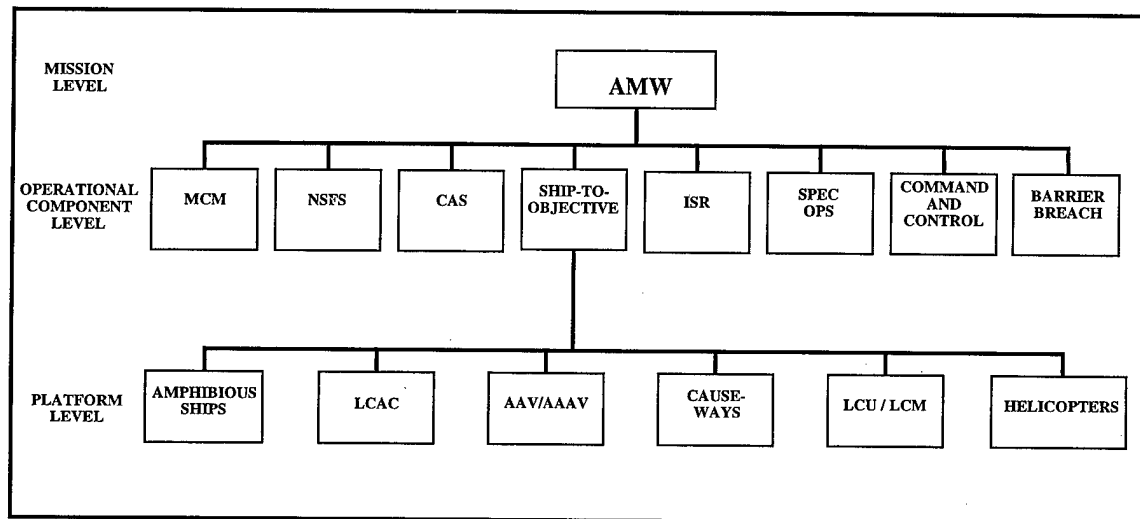 MISSION
LEVEL
AMW
OPERATIONAL
COMPONENT
LEVEL
MCM
NSFS
CAS
SHIP-TO-
OBJECTIVE
ISR
SPEC
OPS
COMMAND
AND
CONTROL
BARRIER
BREACH
PLATFORM
LEVEL
AMPHIBIOUS
SHIPS
LCAC
AAV/AAAV
CAUSE-
WAYS
LCU / LCM
HELICOPTERS